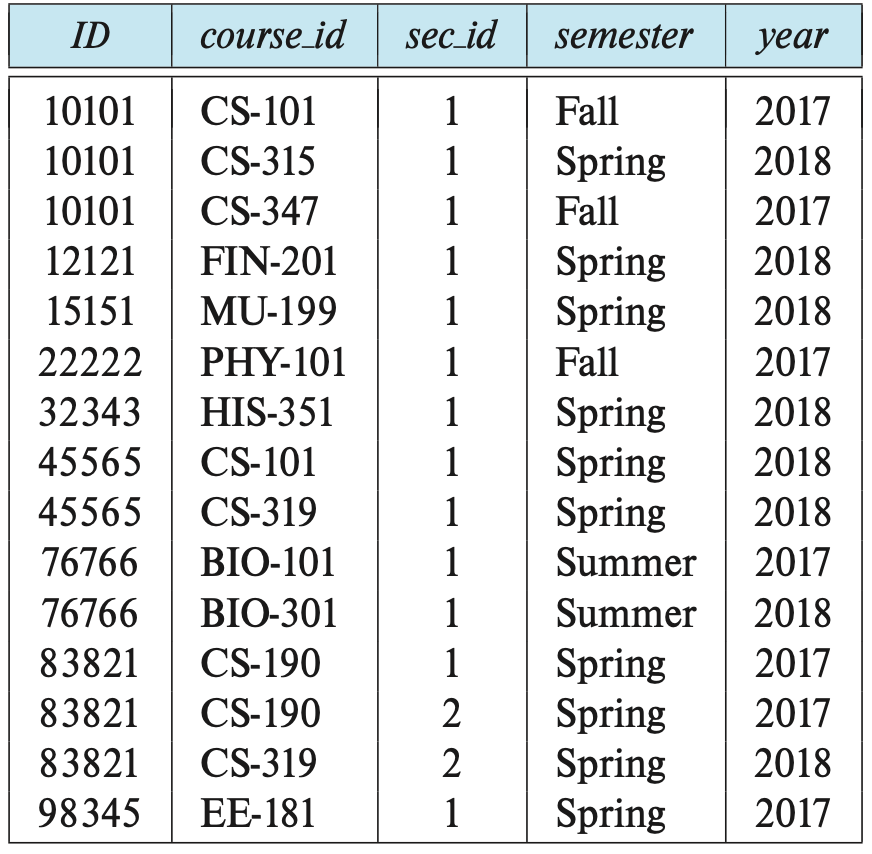 ID course_id sec_id semester year
10101 CS-101 1 Fall 2017
10101 CS-315 1 Spring 2018
10101 CS-347 1 Fall 2017
12121 FIN-201 1 Spring 2018
15151 MU-199 1 Spring 2018
22222 PHY-101 1 Fall 2017
32343 HIS-351 1 Spring 2018
45565 CS-101 1 Spring 2018
45565 CS-319 1 Spring 2018
76766 BIO-101 1 Summer 2017
76766 BIO-301 1 Summer 2018
83821 CS-190 1 Spring 2017
83821 CS-190 2 Spring 2017
83821 CS-319 2 Spring 2018
98345 EE-181 1 Spring 2017